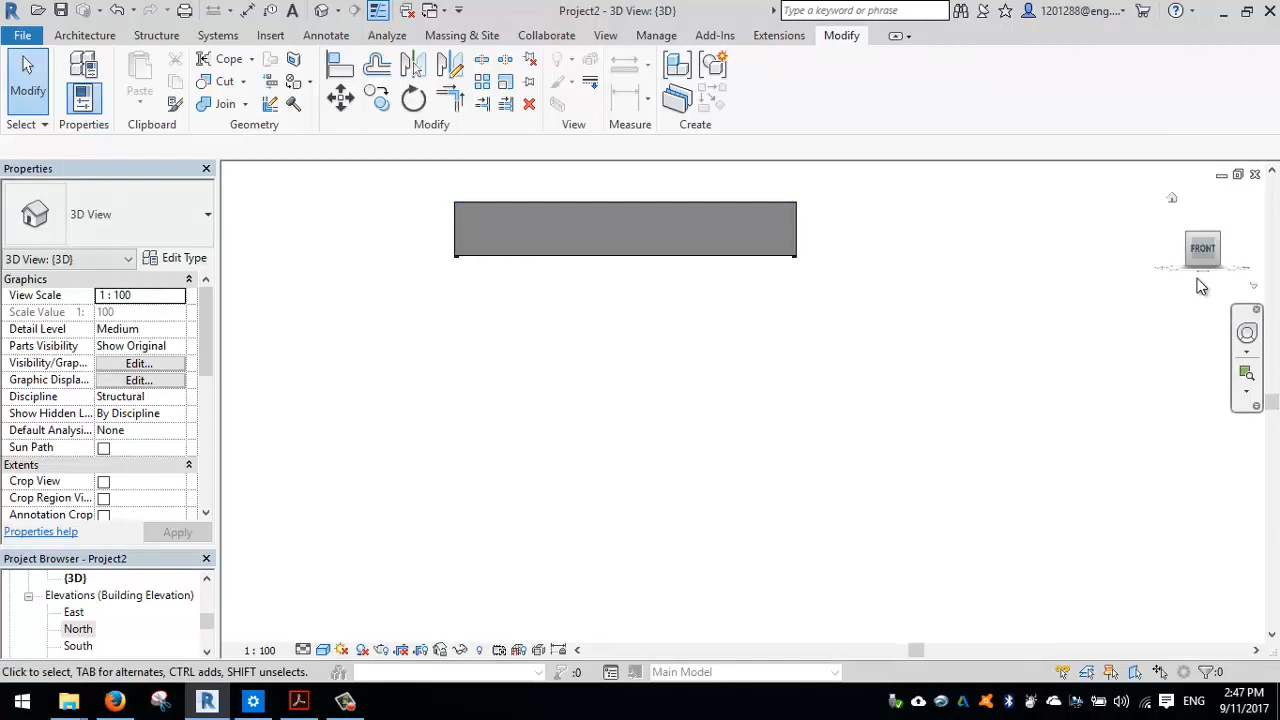 Project2 - 3D View: {3D}
Type a keyword or phrase
1201288@eng....
File Architecture Structure Systems Insert Annotate Analyze Massing & Site Collaborate View Manage Add-Ins Extensions Modify
Modify
Paste
Cope
Cut
Join
Select Properties Clipboard Geometry Modify View Measure Create
Properties
3D View
3D View: {3D} Edit Type
Graphics
View Scale 1 : 100
Scale Value 1: 100
Detail Level Medium
Parts Visibility Show Original
Visibility/Grap... Edit...
Graphic Displa... Edit...
Discipline Structural
Show Hidden L... By Discipline
Default Analysi... None
Sun Path
Extents
Crop View
Crop Region Vi...
Annotation Crop
Properties help Apply
Project Browser - Project2
{3D}
Elevations (Building Elevation)
East
North
South
FRONT
1 : 100
Click to select, TAB for alternates, CTRL adds, SHIFT unselects.
:0
Main Model
:0
ENG
2:47 PM
9/11/2017